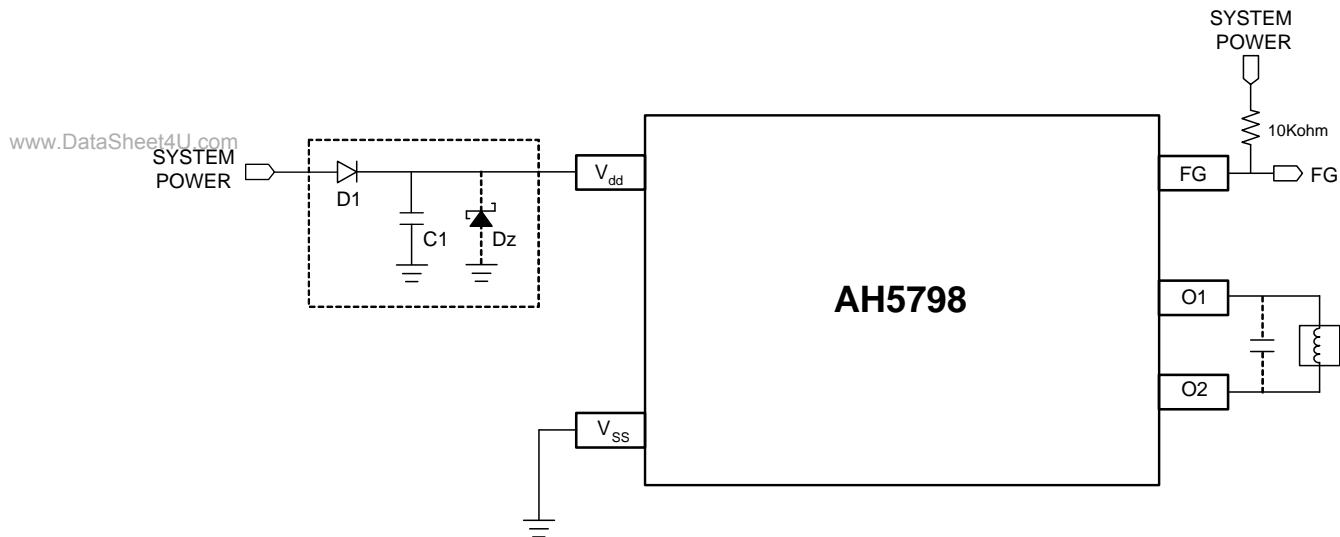 SYSTEM
POWER
www.DataSheet4U.com
SYSTEM
POWER
D1
C1
Dz
Vdd
VSS
AH5798
FG
O1
O2
10Kohm
FG